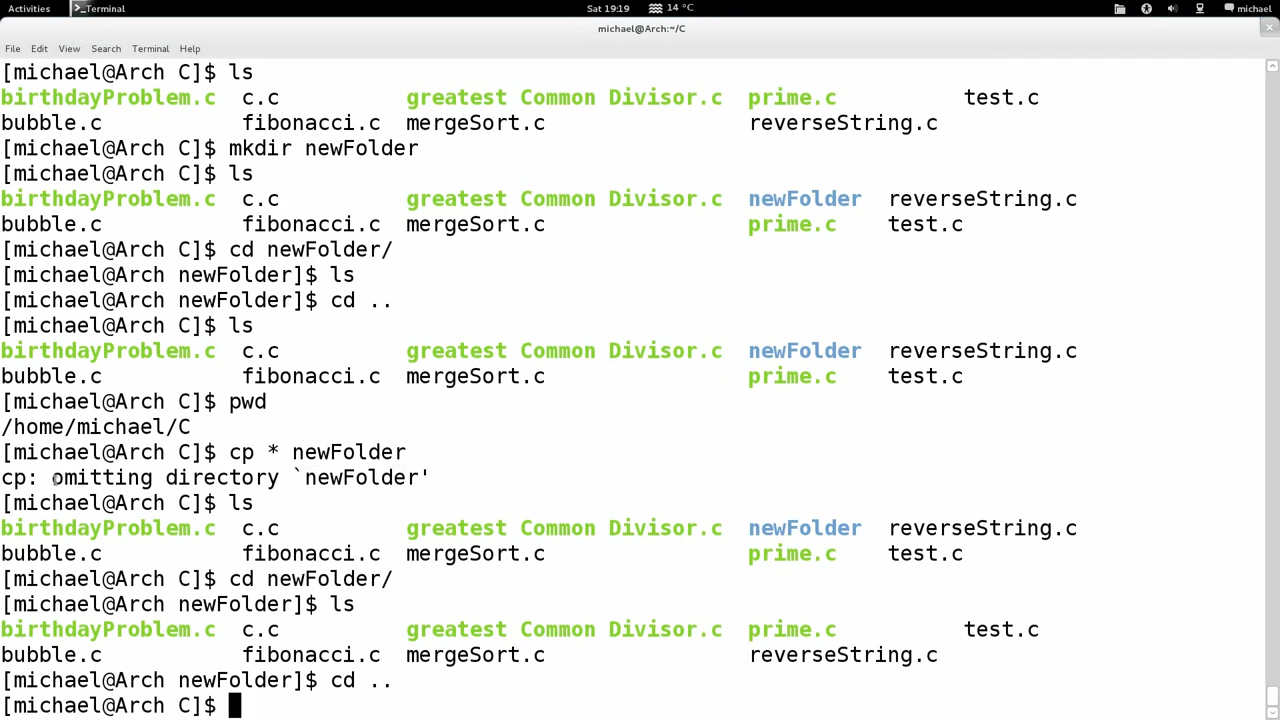 Activities Terminal Sat 19:19 14 °C michael
michael@Arch:~/C
File Edit View Search Terminal Help
[michael@Arch C]$ ls
birthdayProblem.c c.c greatest Common Divisor.c prime.c test.c
bubble.c fibonacci.c mergeSort.c reverseString.c
[michael@Arch C]$ mkdir newFolder
[michael@Arch C]$ ls
birthdayProblem.c c.c greatest Common Divisor.c newFolder reverseString.c
bubble.c fibonacci.c mergeSort.c prime.c test.c
[michael@Arch C]$ cd newFolder/
[michael@Arch newFolder]$ ls
[michael@Arch newFolder]$ cd ..
[michael@Arch C]$ ls
birthdayProblem.c c.c greatest Common Divisor.c newFolder reverseString.c
bubble.c fibonacci.c mergeSort.c prime.c test.c
[michael@Arch C]$ pwd
/home/michael/C
[michael@Arch C]$ cp * newFolder
cp: omitting directory `newFolder'
[michael@Arch C]$ ls
birthdayProblem.c c.c greatest Common Divisor.c newFolder reverseString.c
bubble.c fibonacci.c mergeSort.c prime.c test.c
[michael@Arch C]$ cd newFolder/
[michael@Arch newFolder]$ ls
birthdayProblem.c c.c greatest Common Divisor.c prime.c test.c
bubble.c fibonacci.c mergeSort.c reverseString.c
[michael@Arch newFolder]$ cd ..
[michael@Arch C]$